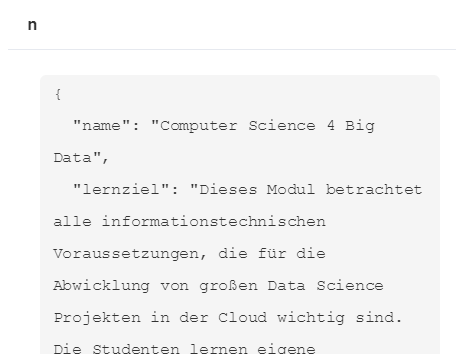 n
{
"name": "Computer Science 4 Big
Data",
"lernziel": "Dieses Modul betrachtet
alle informationstechnischen
Voraussetzungen, die für die
Abwicklung von großen Data Science
Projekten in der Cloud wichtig sind.
Die Studenten lernen eigene